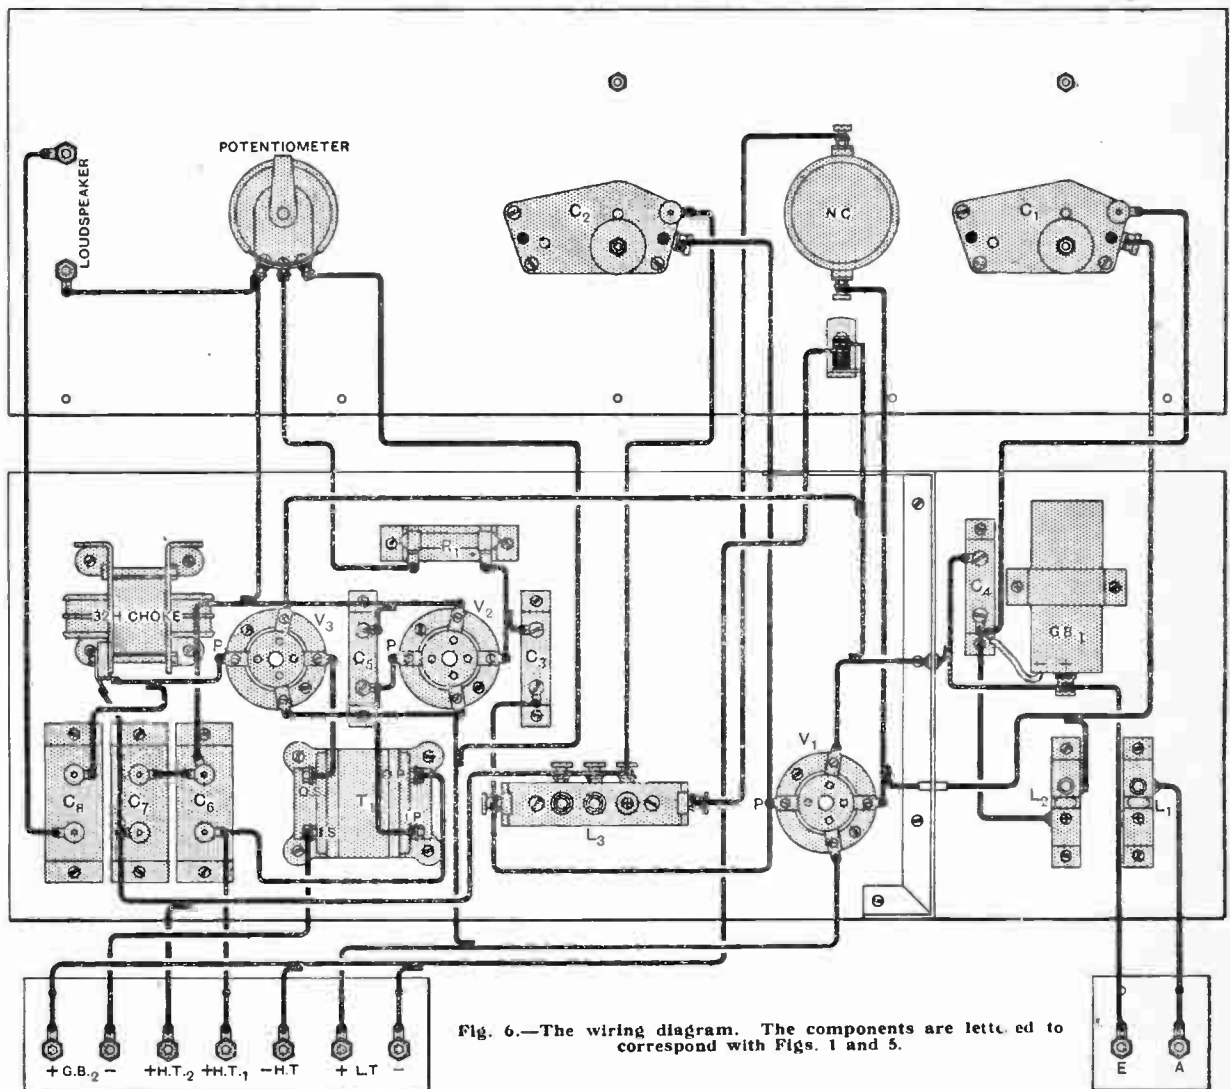 POTENTIOMETER
LOUDSPEAKER
C2
N.C.
C1
R1
C4
32H CHOKE
V3
V2
G.B.1
P
C5
P
C3
- +
V1
O.S
O.P
C8
C7
C6
T1
P
L2
L1
I.S
I.P
L3
Fig. 6.—The wiring diagram. The components are lettered to
correspond with Figs. 1 and 5.
+ G.B.2 - +H.T.2 +H.T.1 -H.T + L.T -
E A